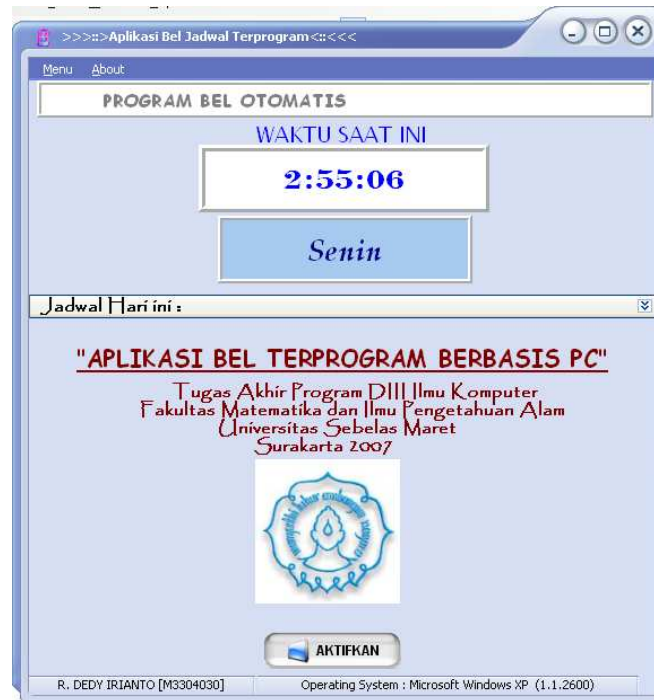 >>>::>Aplikasi Bel Jadwal Terprogram<::<<<
Menu About
PROGRAM BEL OTOMATIS
WAKTU SAAT INI
2:55:06
Senin
Jadwal Hari ini :
"APLIKASI BEL TERPROGRAM BERBASIS PC"
Tugas Akhir Program DIII Ilmu Komputer
Fakultas Matematika dan Ilmu Pengetahuan Alam
Universitas Sebelas Maret
Surakarta 2007
AKTIFKAN
R. DEDY IRIANTO [M3304030] Operating System : Microsoft Windows XP (1.1.2600)